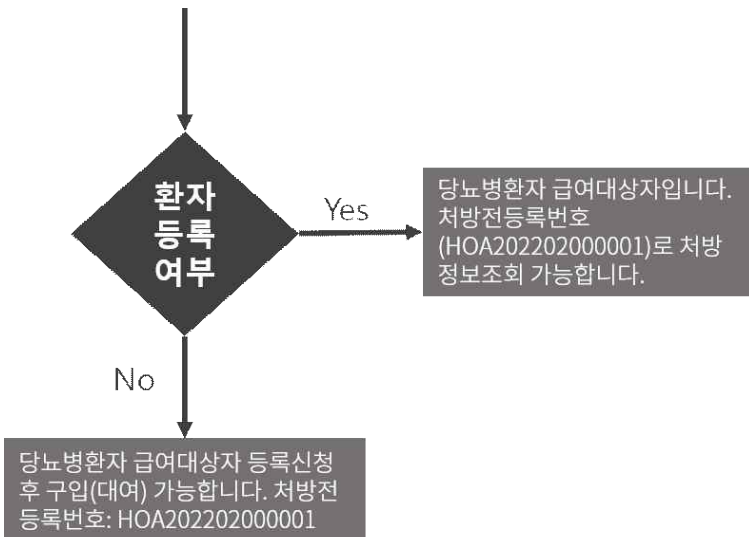 환자
등록
여부
Yes
당뇨병환자 급여대상자입니다.
처방전등록번호
(HOA202202000001)로 처방
정보조회 가능합니다.
No
당뇨병환자 급여대상자 등록신청
후 구입(대여) 가능합니다. 처방전
등록번호: HOA202202000001